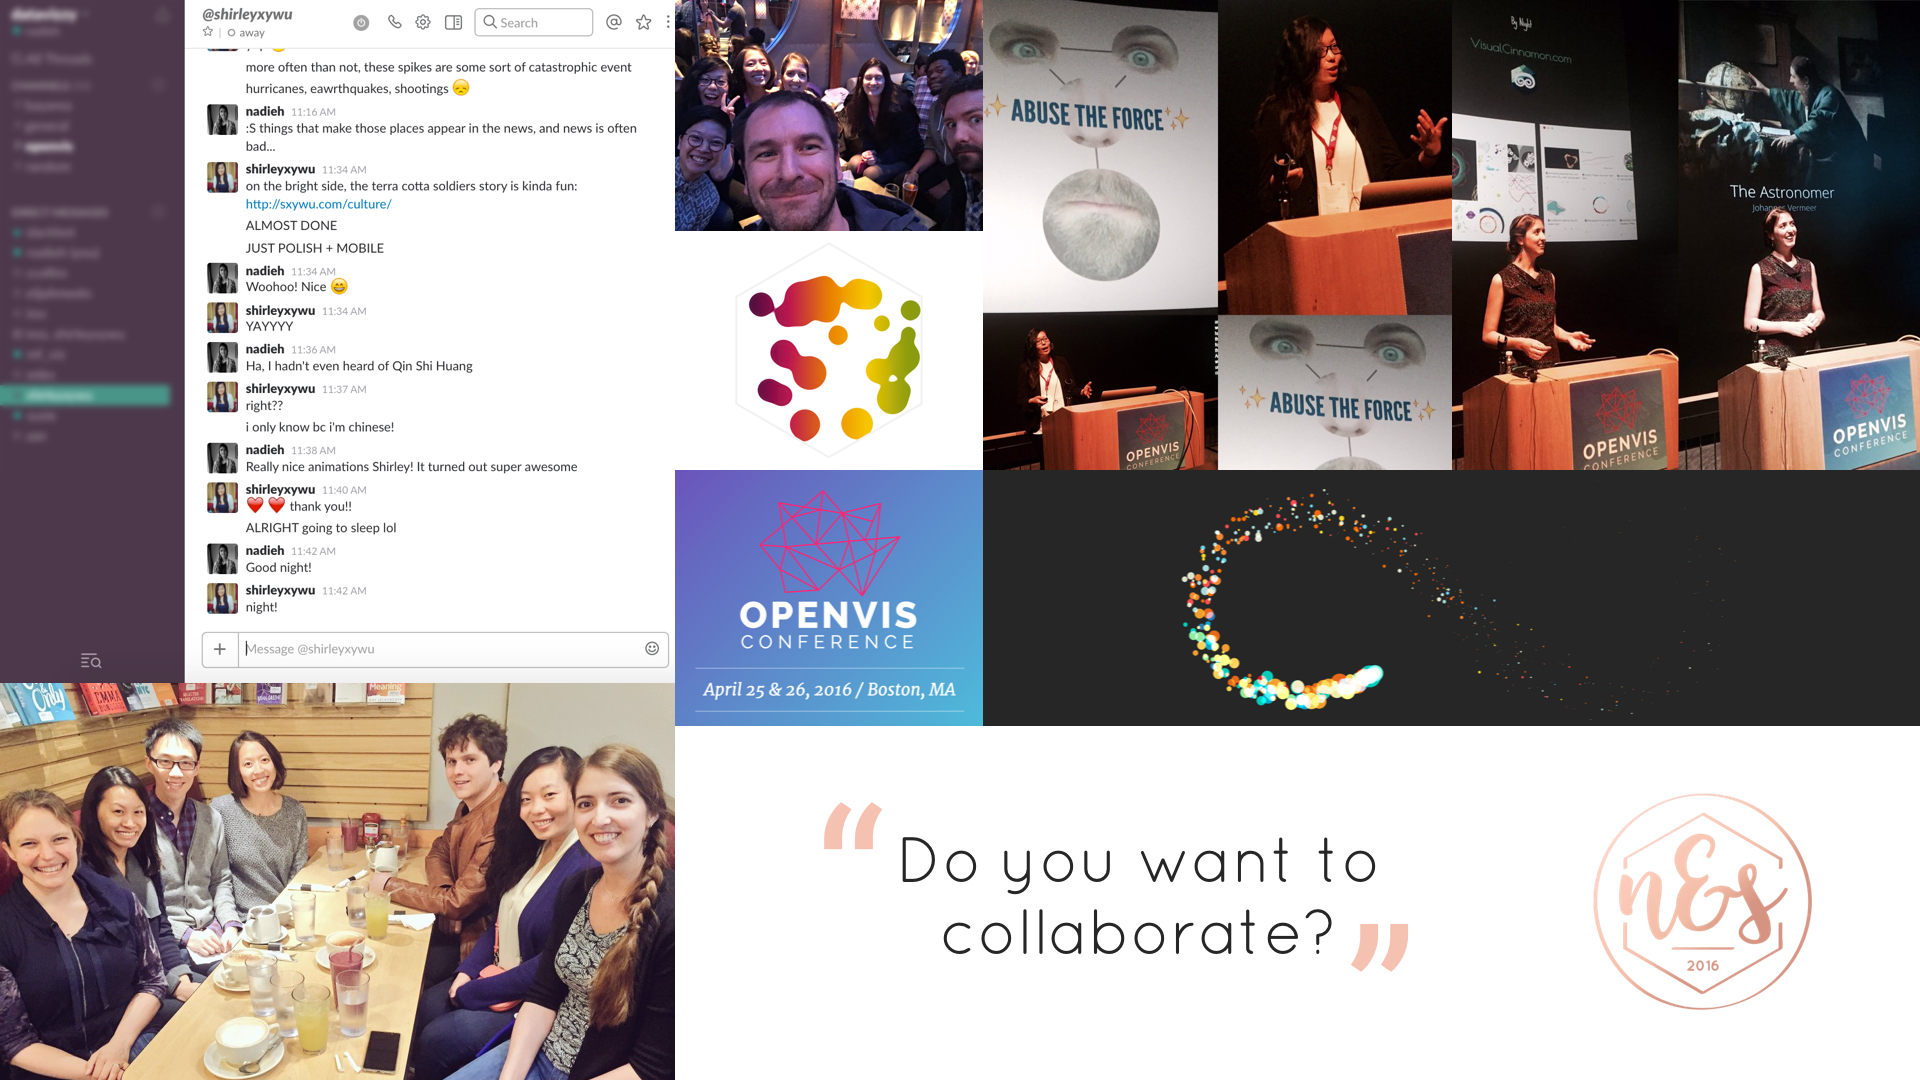 @shirleyxywu
away
Search
more often than not, these spikes are some sort of catastrophic event
hurricanes, eawrthquakes, shootings
nadieh 11:16 AM
:S things that make those places appear in the news, and news is often
bad...
shirleyxywu 11:34 AM
on the bright side, the terra cotta soldiers story is kinda fun:
http://sxywu.com/culture/
ALMOST DONE
JUST POLISH + MOBILE
nadieh 11:34 AM
Woohoo! Nice
shirleyxywu 11:34 AM
YAYYYY
nadieh 11:36 AM
Ha, I hadn't even heard of Qin Shi Huang
shirleyxywu 11:37 AM
right??
i only know bc i'm chinese!
nadieh 11:38 AM
Really nice animations Shirley! It turned out super awesome
shirleyxywu 11:40 AM
thank you!!
ALRIGHT going to sleep lol
nadieh 11:42 AM
Good night!
shirleyxywu 11:42 AM
night!
Message @shirleyxywu
ABUSE THE FORCE
OPENVIS
CONFERENCE
ABUSE THE FORCE
By Night
VisualCinnamon.com
OPENVIS
CONFERENCE
The Astronomer
Johannes Vermeer
OPENVIS
CONFERENCE
OPENVIS
CONFERENCE
April 25 & 26, 2016 / Boston, MA
Only
NYC
Meaning
“Do you want to
collaborate?”
n&s
2016